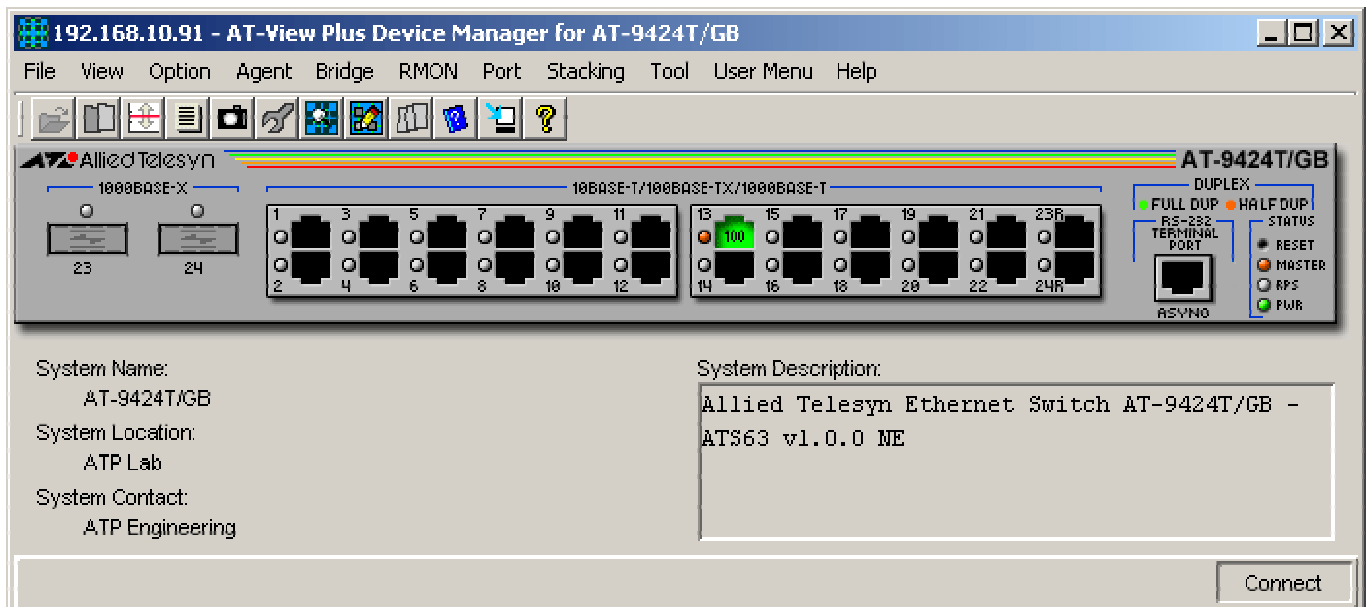 192.168.10.91 - AT-View Plus Device Manager for AT-9424T/GB
File View Option Agent Bridge RMON Port Stacking Tool User Menu Help
Allied Telesyn
AT-9424T/GB
1000BASE-X
10BASE-T/100BASE-TX/1000BASE-T
DUPLEX
FULL DUP HALF DUP
1 3 5 7 9 11 13 15 17 19 21 23R
100
RS-232
TERMINAL
PORT
STATUS
RESET
MASTER
RPS
PWR
23 24
2 4 6 8 10 12 14 16 18 20 22 24R
ASYNO
System Name:
AT-9424T/GB
System Location:
ATP Lab
System Contact:
ATP Engineering
System Description:
Allied Telesyn Ethernet Switch AT-9424T/GB -
ATS63 v1.0.0 NE
Connect